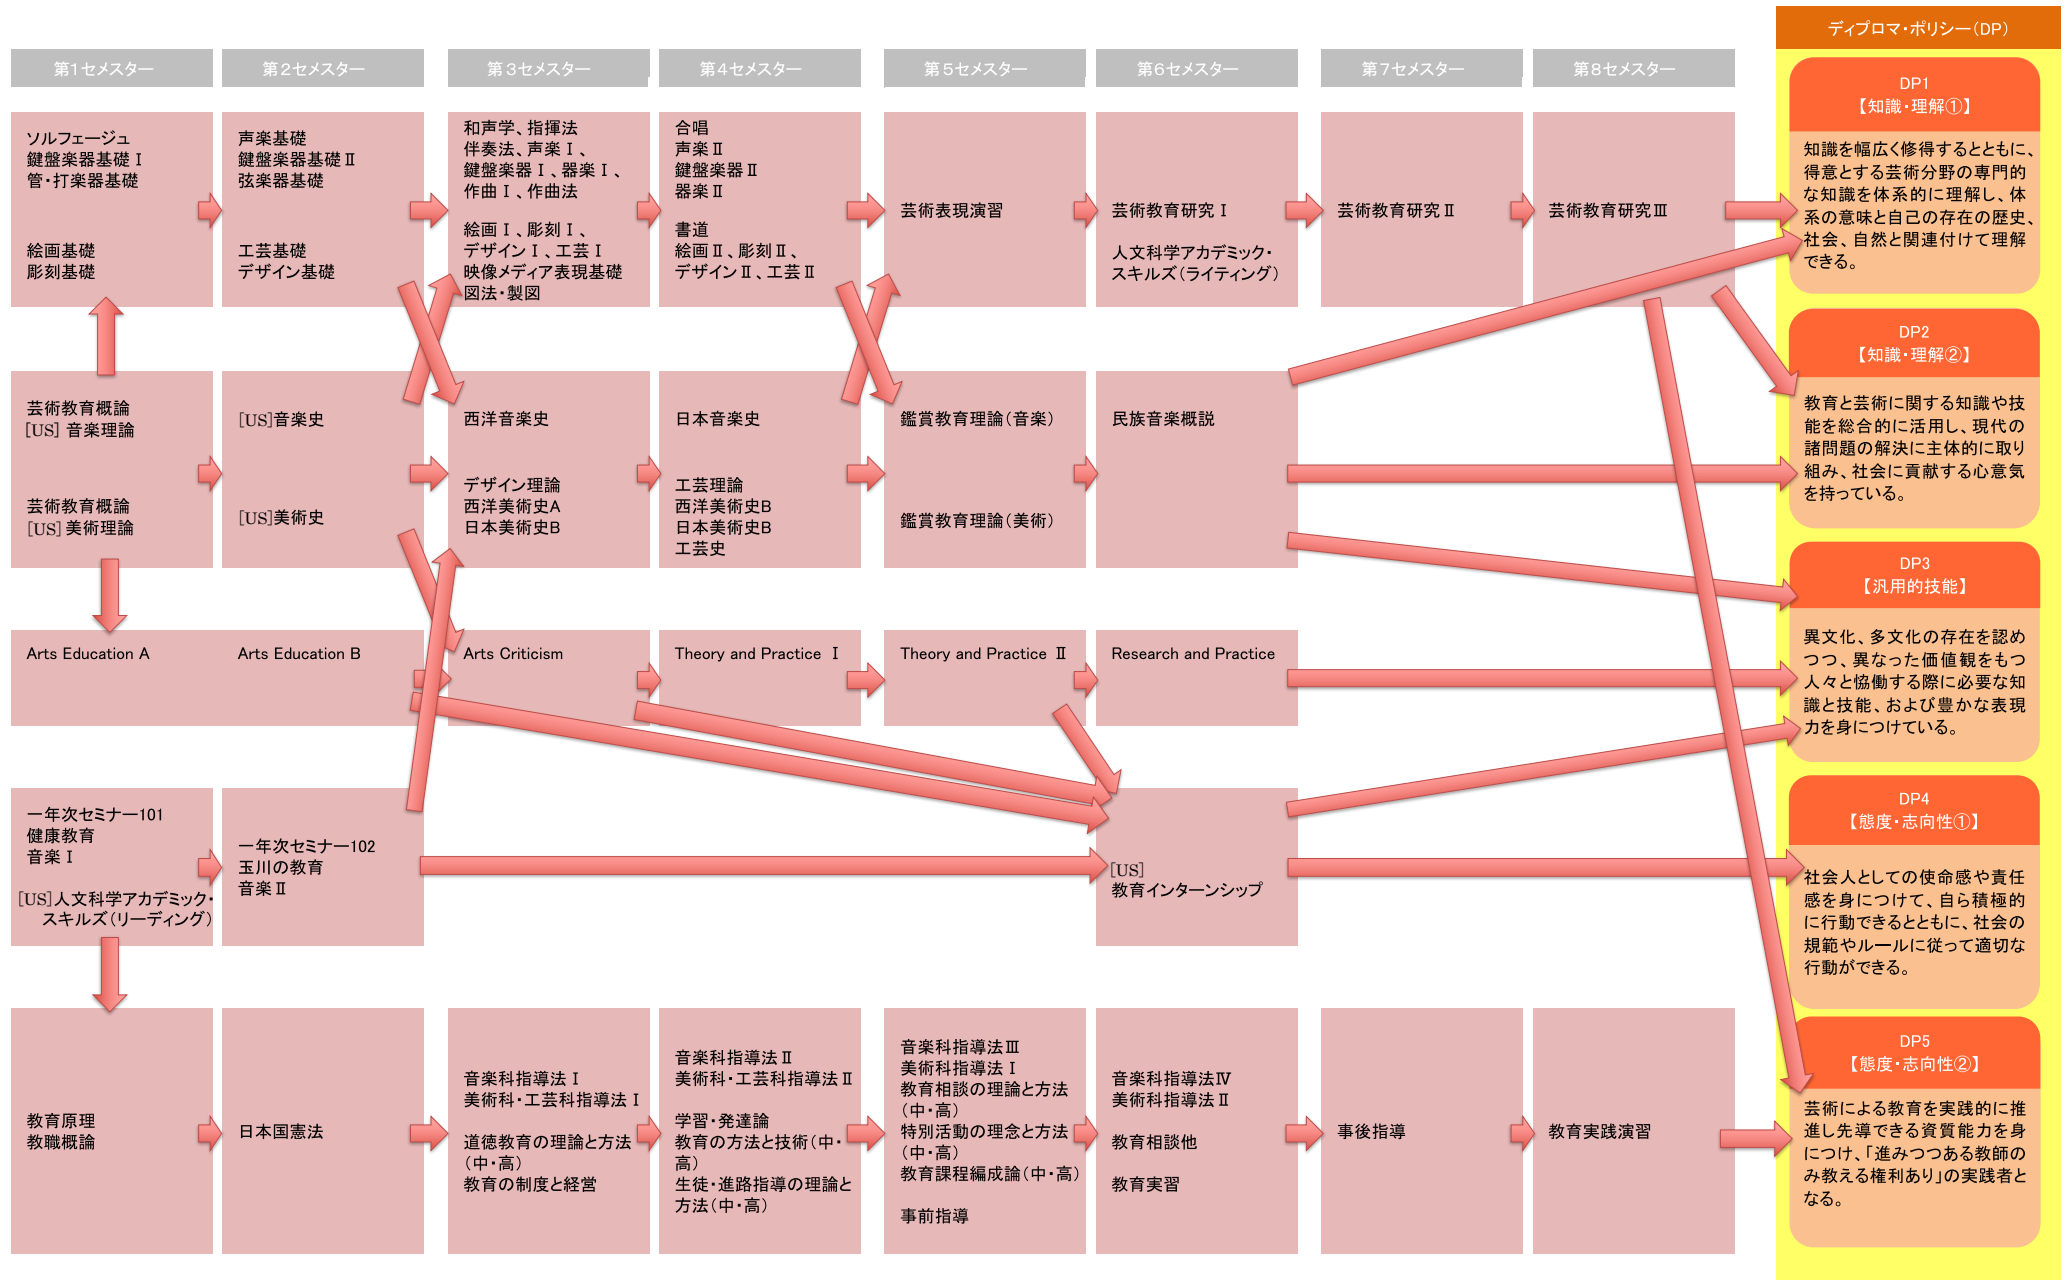 ディプロマ・ポリシー（DP）
第1セメスター
第2セメスター
第3セメスター
第4セメスター
第5セメスター
第6セメスター
第7セメスター
第8セメスター
ソルフェージュ
鍵盤楽器基礎Ⅰ
管・打楽器基礎
絵画基礎
彫刻基礎
声楽基礎
鍵盤楽器基礎Ⅱ
弦楽器基礎
工芸基礎
デザイン基礎
和声学、指揮法
伴奏法、声楽Ⅰ、
鍵盤楽器Ⅰ、器楽Ⅰ、
作曲Ⅰ、作曲法
絵画Ⅰ、彫刻Ⅰ、
デザインⅠ、工芸Ⅰ
映像メディア表現基礎
図法・製図
合唱
声楽Ⅱ
鍵盤楽器Ⅱ
器楽Ⅱ
書道
絵画Ⅱ、彫刻Ⅱ、
デザインⅡ、工芸Ⅱ
芸術表現演習
芸術教育研究Ⅰ
人文科学アカデミック・
スキルズ（ライティング）
芸術教育研究Ⅱ
芸術教育研究Ⅲ
DP1
【知識・理解①】
知識を幅広く修得するとともに、
得意とする芸術分野の専門的
な知識を体系的に理解し、体
系の意味と自己の存在の歴史、
社会、自然と関連付けて理解
できる。
芸術教育概論
[US] 音楽理論
芸術教育概論
[US] 美術理論
[US]音楽史
[US]美術史
西洋音楽史
デザイン理論
西洋美術史A
日本美術史B
日本音楽史
工芸理論
西洋美術史B
日本美術史B
工芸史
鑑賞教育理論（音楽）
鑑賞教育理論（美術）
民族音楽概説
DP2
【知識・理解②】
教育と芸術に関する知識や技
能を総合的に活用し、現代の
諸問題の解決に主体的に取り
組み、社会に貢献する心意気
を持っている。
Arts Education A
Arts Education B
Arts Criticism
Theory and Practice Ⅰ
Theory and Practice Ⅱ
Research and Practice
DP3
【汎用的技能】
異文化、多文化の存在を認め
つつ、異なった価値観をもつ
人々と恊働する際に必要な知
識と技能、および豊かな表現
力を身につけている。
一年次セミナー101
健康教育
音楽Ⅰ
[US]人文科学アカデミック・
スキルズ（リーディング）
一年次セミナー102
玉川の教育
音楽Ⅱ
[US]
教育インターンシップ
DP4
【態度・志向性①】
社会人としての使命感や責任
感を身につけて、自ら積極的
に行動できるとともに、社会の
規範やルールに従って適切な
行動ができる。
教育原理
教職概論
日本国憲法
音楽科指導法Ⅰ
美術科・工芸科指導法Ⅰ
道徳教育の理論と方法
（中・高）
教育の制度と経営
音楽科指導法Ⅱ
美術科・工芸科指導法Ⅱ
学習・発達論
教育の方法と技術（中・
高）
生徒・進路指導の理論と
方法（中・高）
音楽科指導法Ⅲ
美術科指導法Ⅰ
教育相談の理論と方法
（中・高）
特別活動の理念と方法
（中・高）
教育課程編成論（中・高）
事前指導
音楽科指導法Ⅳ
美術科指導法Ⅱ
教育相談他
教育実習
事後指導
教育実践演習
DP5
【態度・志向性②】
芸術による教育を実践的に推
進し先導できる資質能力を身
につけ、「進みつつある教師の
み教える権利あり」の実践者と
なる。